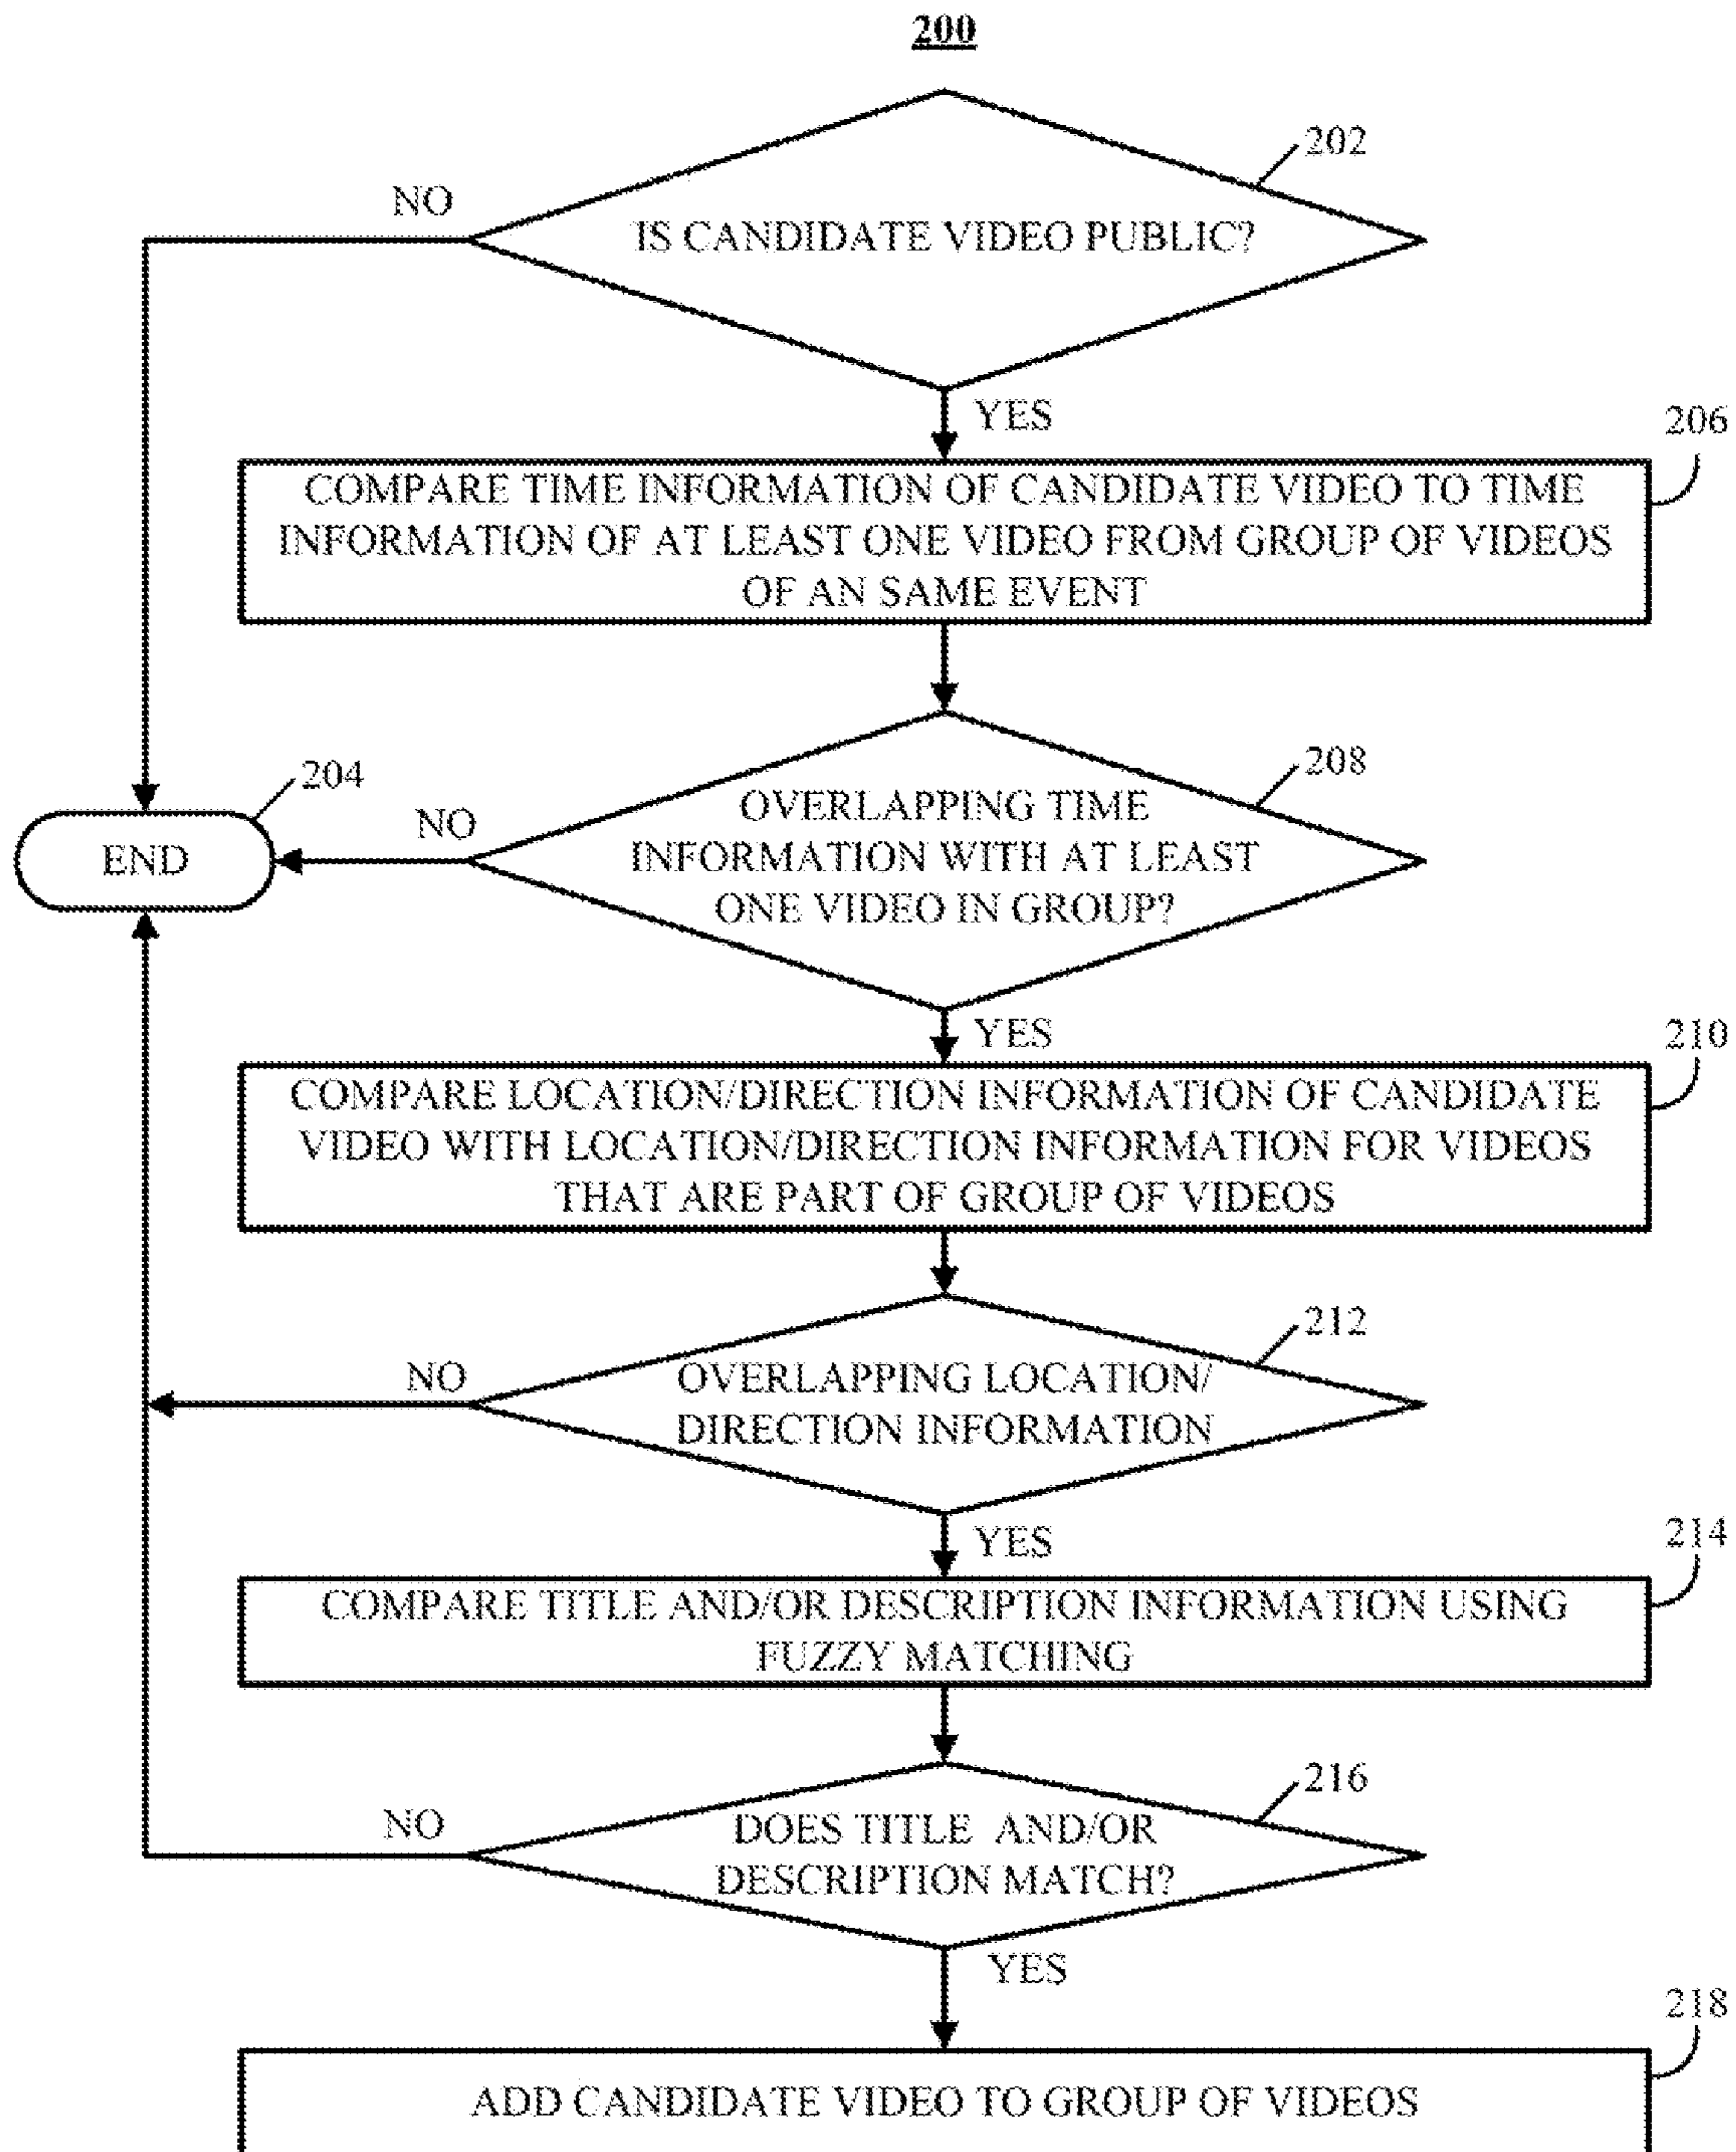 200
202
NO
IS CANDIDATE VIDEO PUBLIC?
YES
206
COMPARE TIME INFORMATION OF CANDIDATE VIDEO TO TIME
INFORMATION OF AT LEAST ONE VIDEO FROM GROUP OF VIDEOS
OF AN SAME EVENT
204
END
NO
208
OVERLAPPING TIME
INFORMATION WITH AT LEAST
ONE VIDEO IN GROUP?
YES
210
COMPARE LOCATION/DIRECTION INFORMATION OF CANDIDATE
VIDEO WITH LOCATION/DIRECTION INFORMATION FOR VIDEOS
THAT ARE PART OF GROUP OF VIDEOS
212
NO
OVERLAPPING LOCATION/
DIRECTION INFORMATION
YES
214
COMPARE TITLE AND/OR DESCRIPTION INFORMATION USING
FUZZY MATCHING
216
NO
DOES TITLE AND/OR
DESCRIPTION MATCH?
YES
218
ADD CANDIDATE VIDEO TO GROUP OF VIDEOS